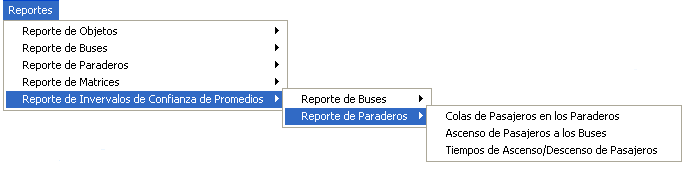 Reportes
Reporte de Objetos
Reporte de Buses
Reporte de Paraderos
Reporte de Matrices
Reporte de Invervalos de Confianza de Promedios
Reporte de Buses
Reporte de Paraderos
Colas de Pasajeros en los Paraderos
Ascenso de Pasajeros a los Buses
Tiempos de Ascenso/Descenso de Pasajeros